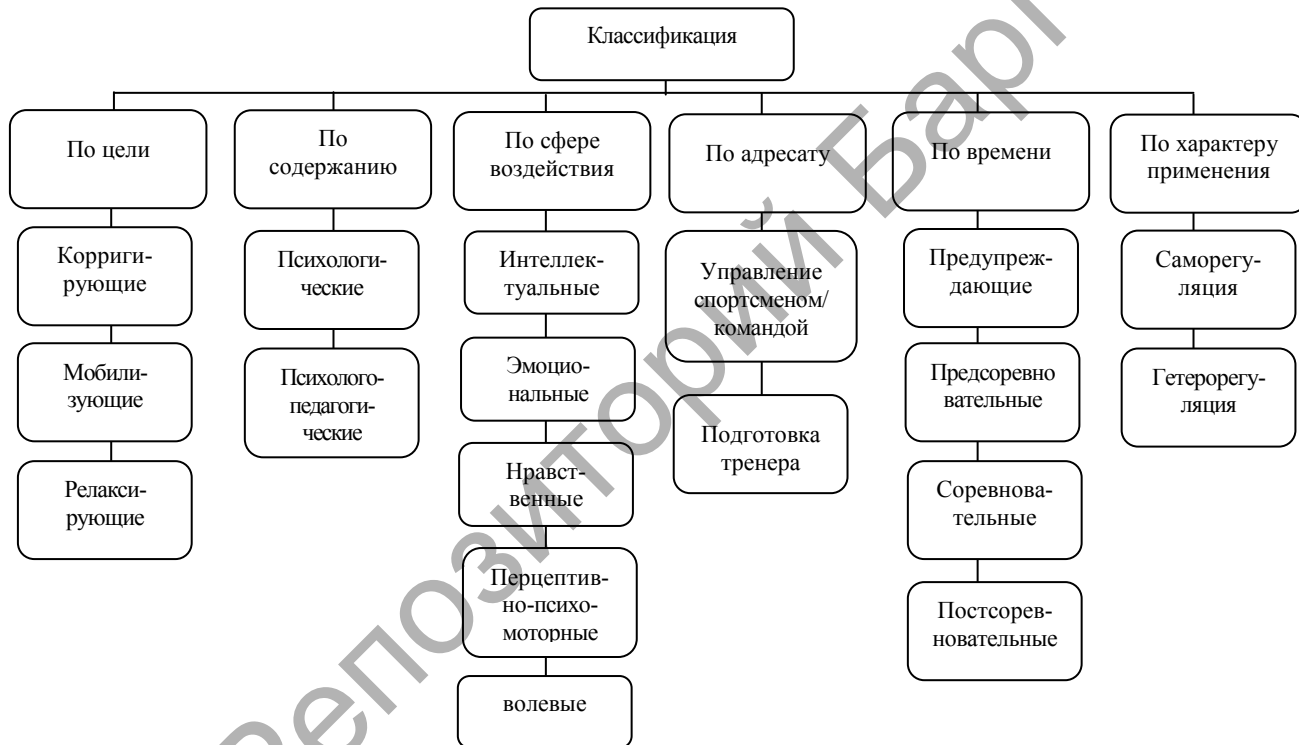 Классификация
По цели
Корриги-
рующие
Мобили-
зующие
Релакси-
рующие
По
содержанию
Психологи-
ческие
Психолого-
педагоги-
ческие
По сфере
воздействия
Интеллек-
туальные
Эмоцио-
нальные
Нравст-
венные
Перцептив-
но-психо-
моторные
волевые
По адресату
Управление
спортсменом/
командой
Подготовка
тренера
По времени
Предупреж-
дающие
Предсоревно
вательные
Соревнова-
тельные
Постсорев-
новательные
По характеру
применения
Саморегу-
ляция
Гетерорегу-
ляция
Репозиторий